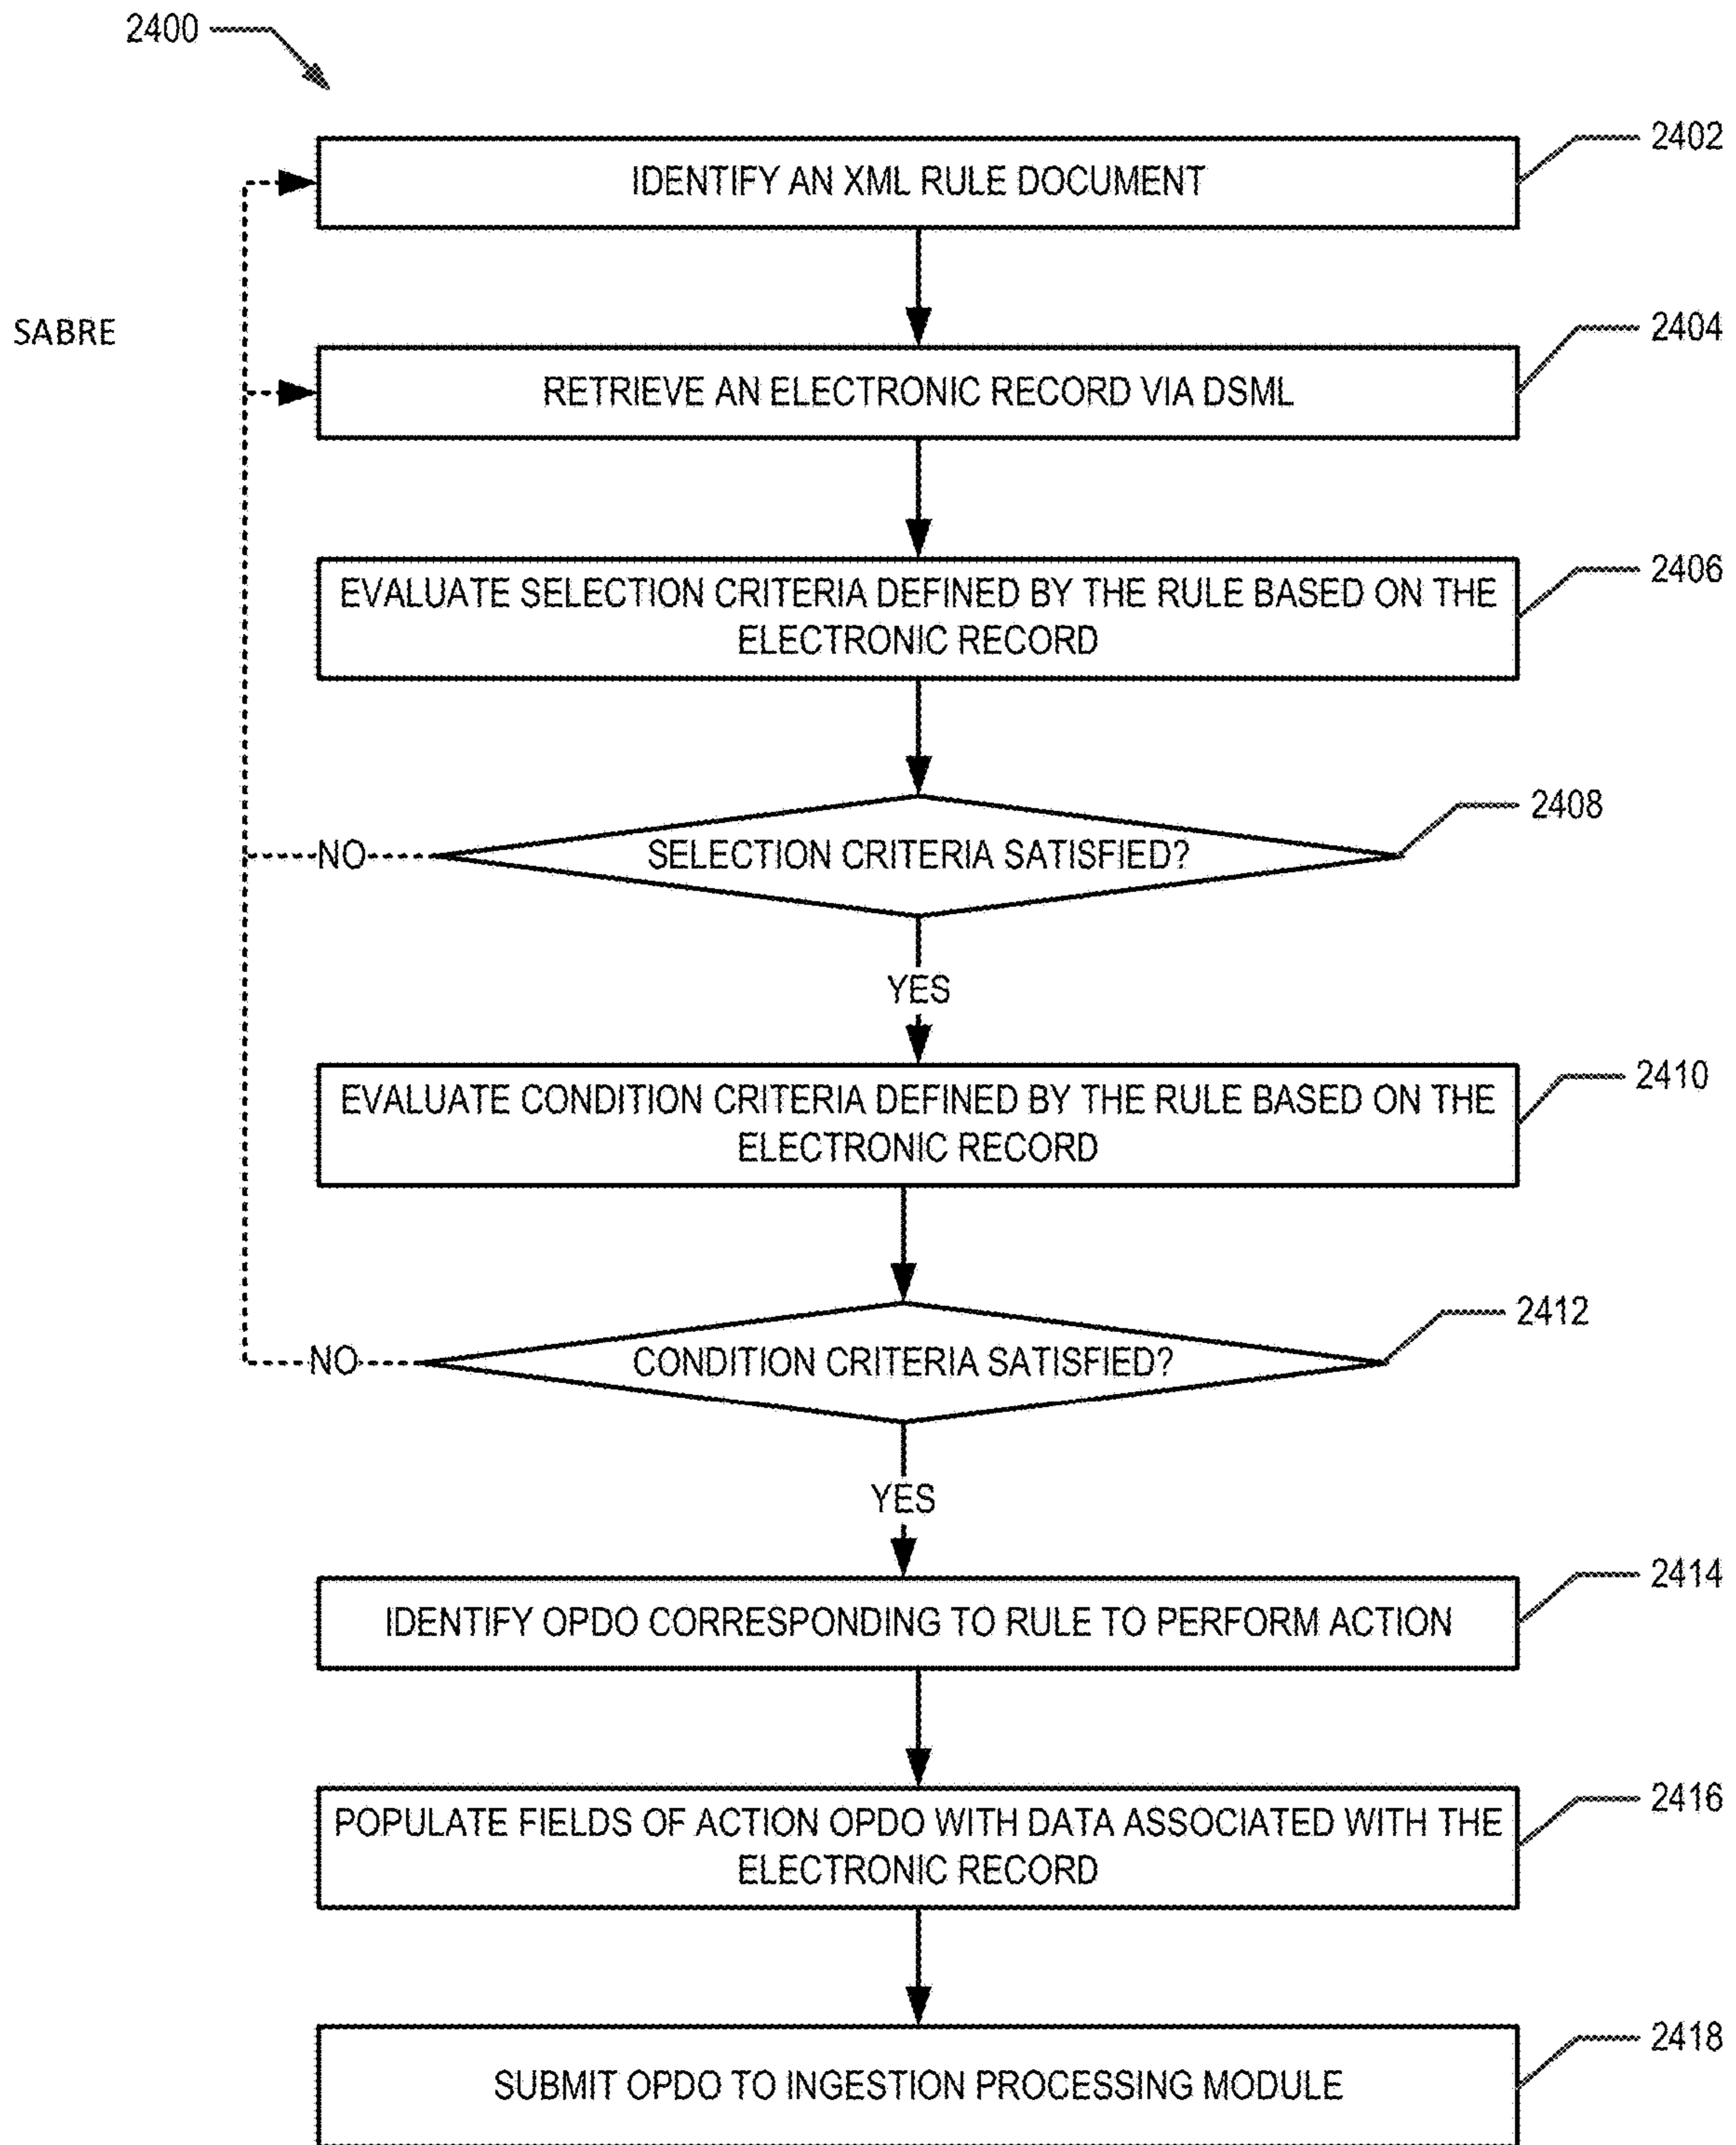 2400
2402
IDENTIFY AN XML RULE DOCUMENT
SABRE
2404
RETRIEVE AN ELECTRONIC RECORD VIA DSML
2406
EVALUATE SELECTION CRITERIA DEFINED BY THE RULE BASED ON THE
ELECTRONIC RECORD
2408
NO
SELECTION CRITERIA SATISFIED?
YES
2410
EVALUATE CONDITION CRITERIA DEFINED BY THE RULE BASED ON THE
ELECTRONIC RECORD
2412
NO
CONDITION CRITERIA SATISFIED?
YES
2414
IDENTIFY OPDO CORRESPONDING TO RULE TO PERFORM ACTION
2416
POPULATE FIELDS OF ACTION OPDO WITH DATA ASSOCIATED WITH THE
ELECTRONIC RECORD
2418
SUBMIT OPDO TO INGESTION PROCESSING MODULE